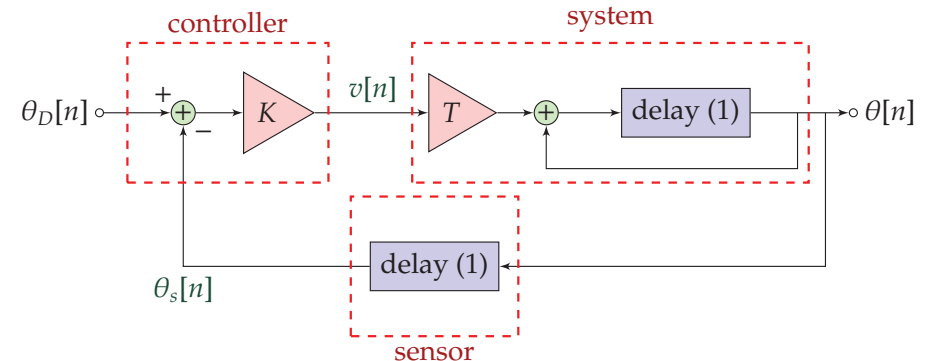 controller
system
θ_D[n]
+
−
+
K
v[n]
T
+
delay (1)
θ[n]
delay (1)
θ_s[n]
sensor